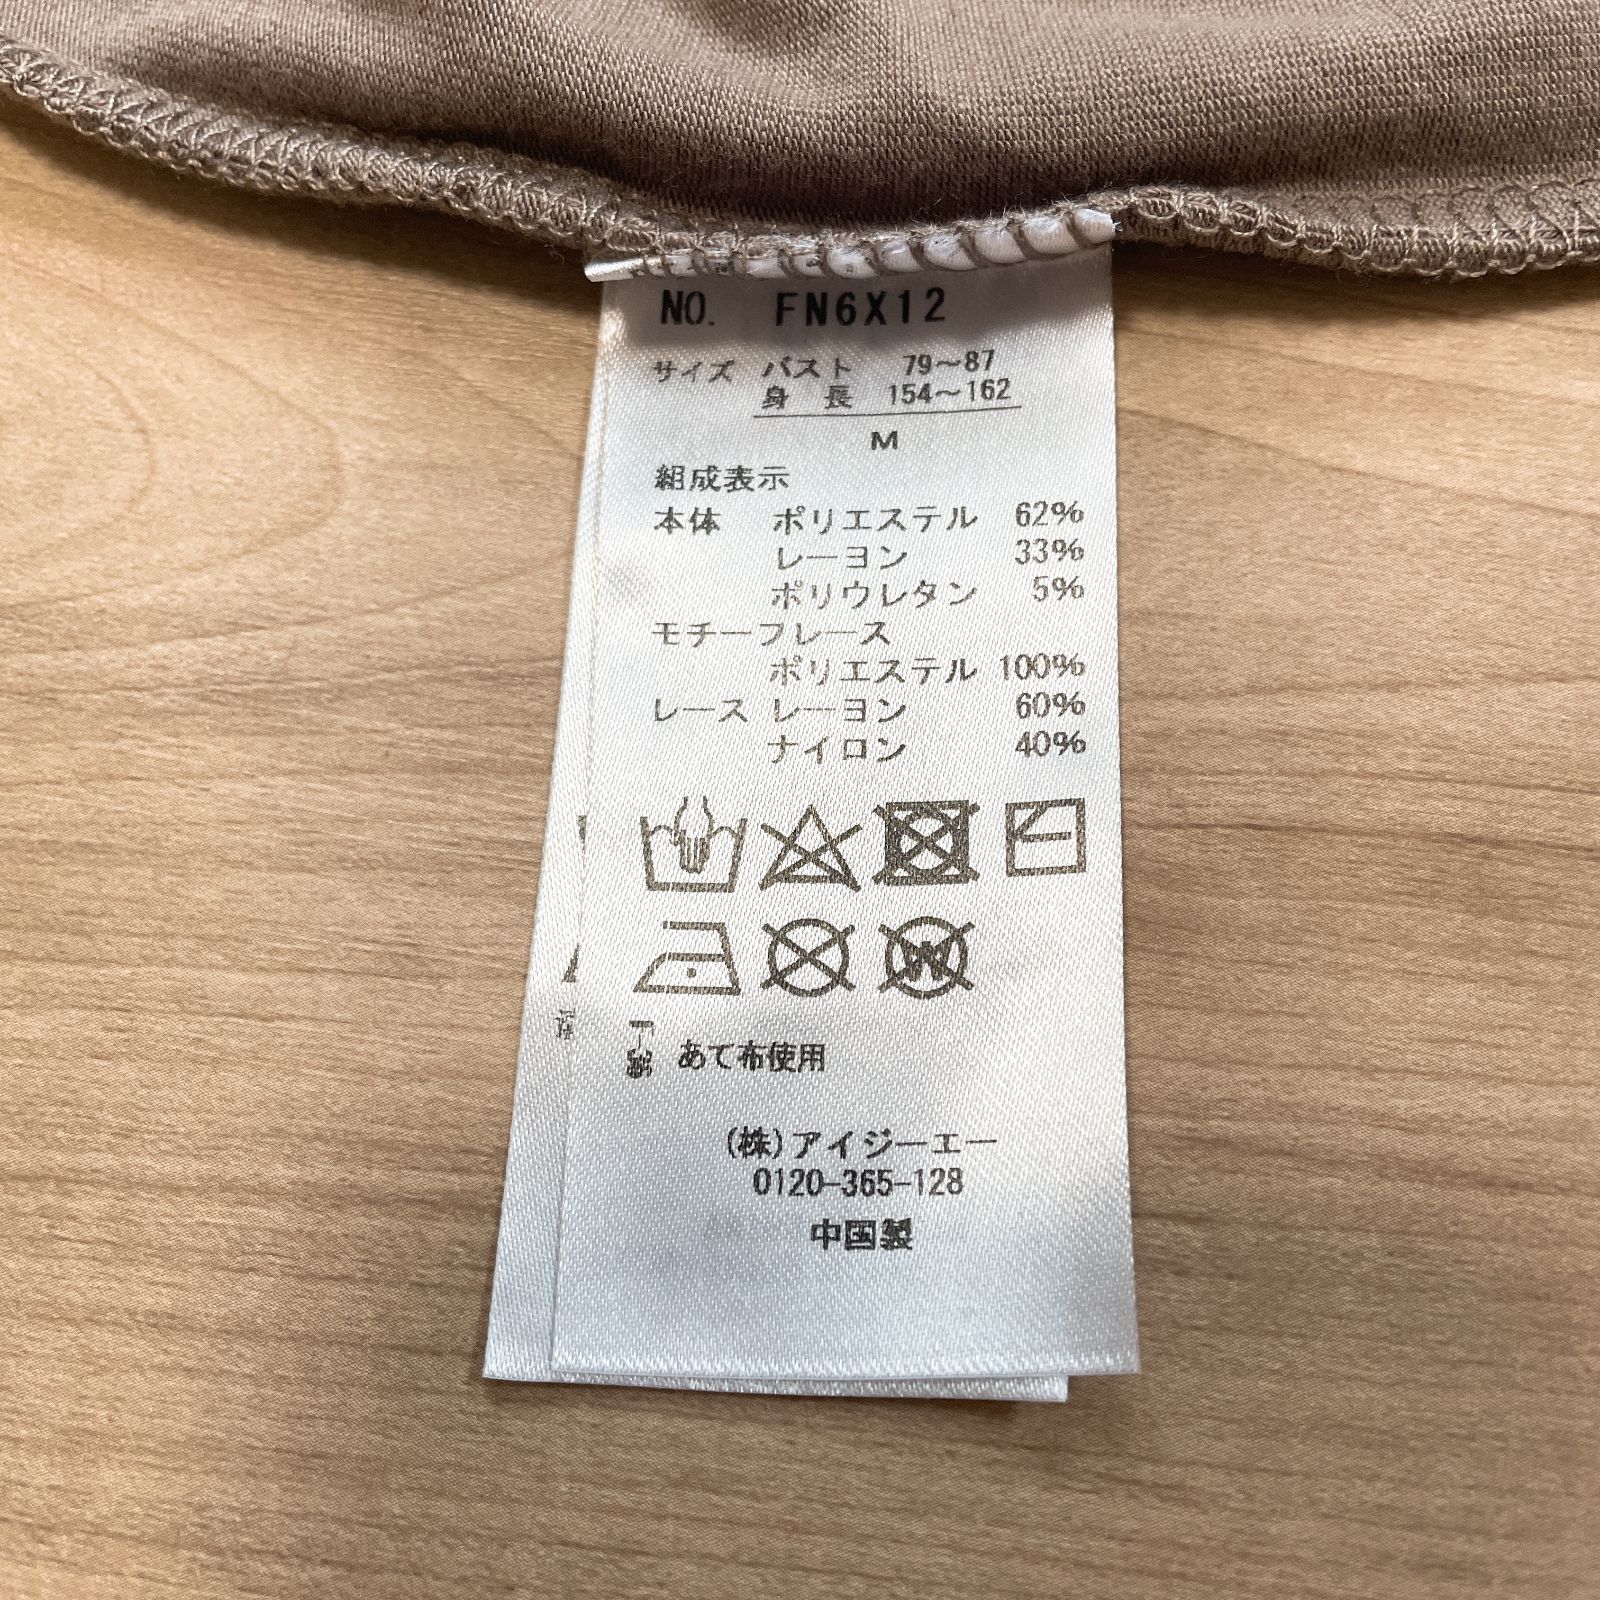 NO. FN6X12
サイズ バスト 79～87
身 長 154～162
M
組成表示
本体 ポリエステル 62%
レーヨン 33%
ポリウレタン 5%
モチーフレース
ポリエステル 100%
レース レーヨン 60%
ナイロン 40%
W
あて布使用
(株)アイジーエー
0120-365-128
中国製